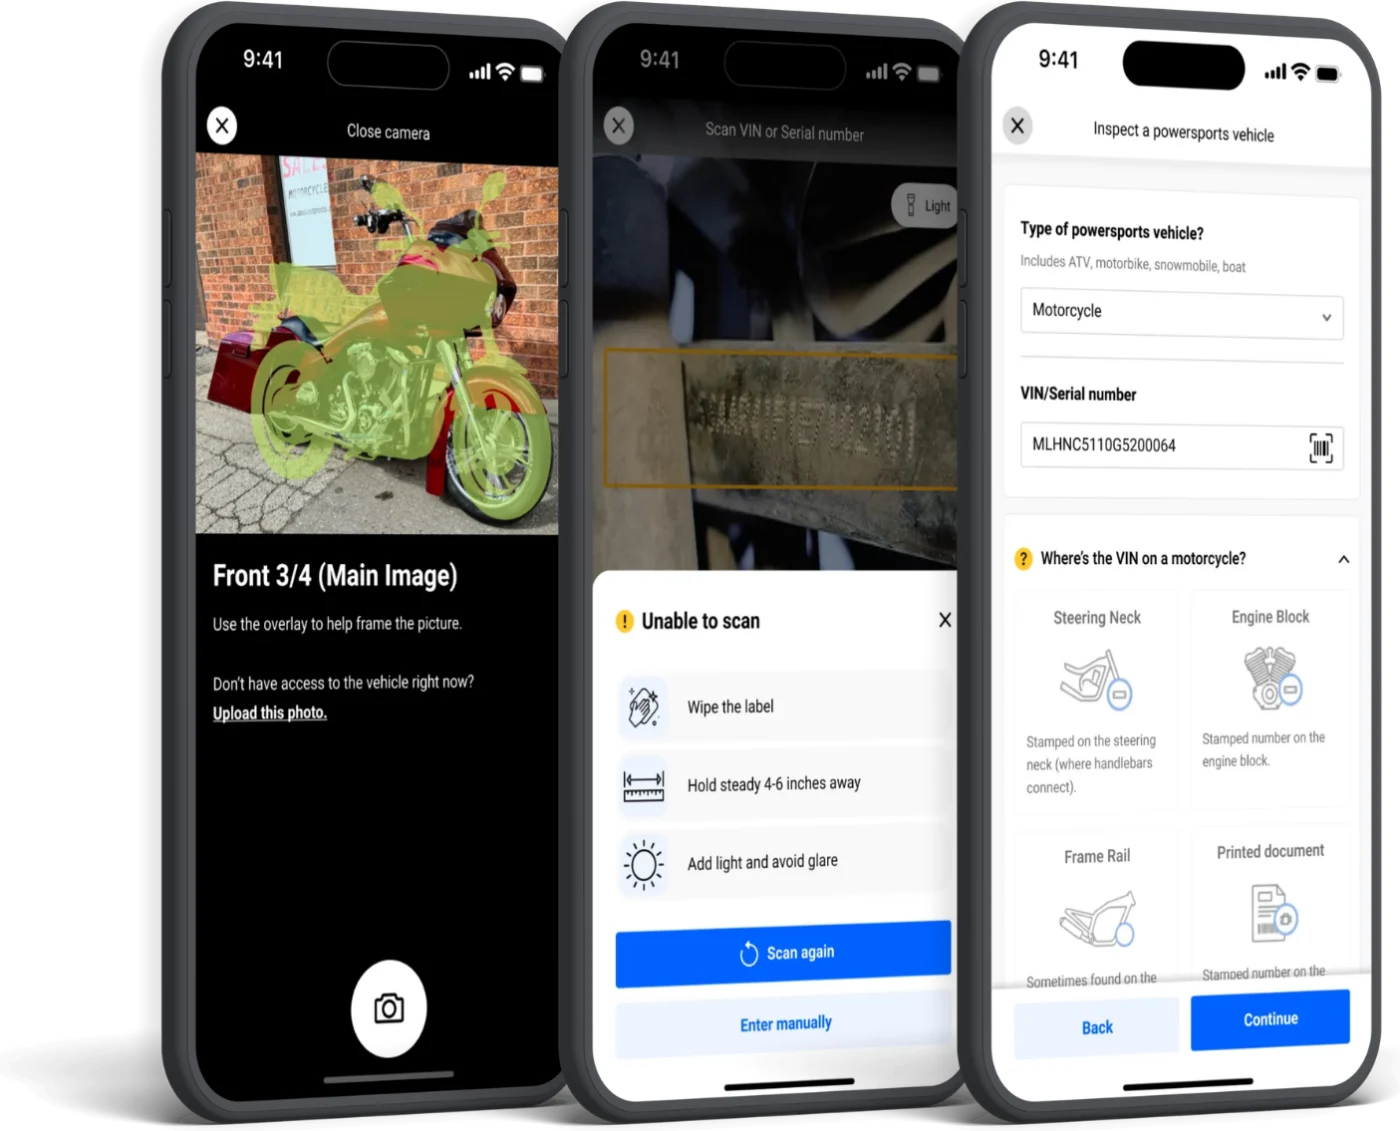 9:41
Close camera
SALES
MOTORCYCLE
Front 3/4 (Main Image)
Use the overlay to help frame the picture.
Don't have access to the vehicle right now?
Upload this photo.
9:41
Scan VIN or Serial number
Light
! Unable to scan
Wipe the label
Hold steady 4-6 inches away
Add light and avoid glare
Scan again
Enter manually
9:41
Inspect a powersports vehicle
Type of powersports vehicle?
Includes ATV, motorbike, snowmobile, boat
Motorcycle
VIN/Serial number
MLHNC5110G5200064
? Where's the VIN on a motorcycle?
Steering Neck
Stamped on the steering
neck (where handlebars
connect).
Engine Block
Stamped number on the
engine block.
Frame Rail
Sometimes found on the
Printed document
Stamped number on the
Back
Continue